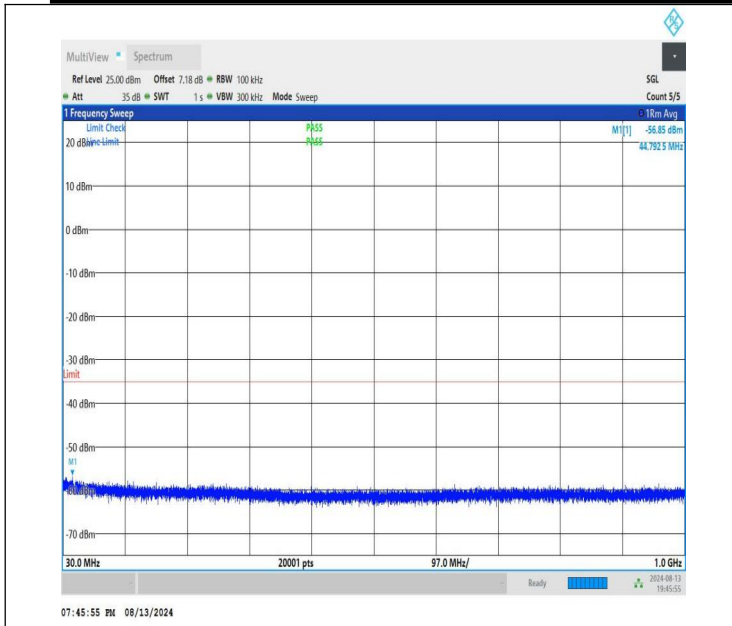 MultiView Spectrum
Ref Level 25.00 dBm Offset 7.18 dB RBW 100 kHz SGL
Att 35 dB SWT 1 s VBW 300 kHz Mode Sweep Count 5/5
1 Frequency Sweep 1Rm Avg
Limit Check PASS M1[1] -56.85 dBm
20 dBm Line Limit PASS 44.792 5 MHz
10 dBm
0 dBm
-10 dBm
-20 dBm
-30 dBm
Limit
-40 dBm
-50 dBm
M1
-60 dBm
-70 dBm
30.0 MHz 20001 pts 97.0 MHz/ 1.0 GHz
Ready 2024-08-13
19:45:55
07:45:55 PM 08/13/2024